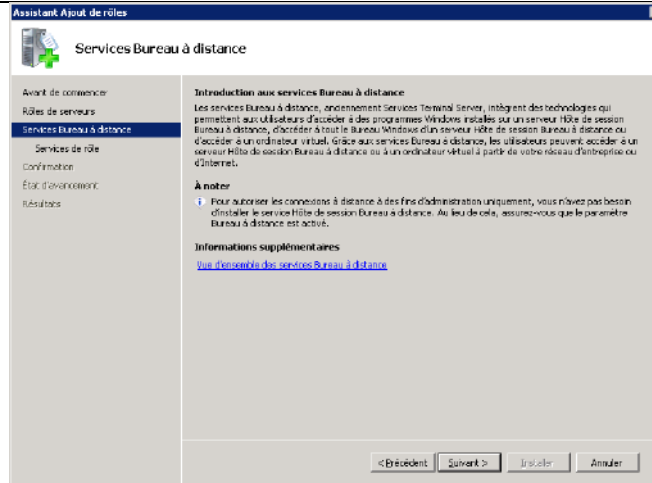 Assistant Ajout de rôles
Services Bureau à distance
Avant de commencer
Rôles de serveurs
Services Bureau à distance
Services de rôle
Confirmation
État d'avancement
Résultats
Introduction aux services Bureau à distance
Les services Bureau à distance, anciennement Services Terminal Server, intègrent des technologies qui
permettent aux utilisateurs d'accéder à des programmes Windows installés sur un serveur Hôte de session
Bureau à distance, d'accéder à tout le Bureau Windows d'un serveur Hôte de session Bureau à distance ou
d'accéder à un ordinateur virtuel. Grâce aux services Bureau à distance, les utilisateurs peuvent accéder à un
serveur Hôte de session Bureau à distance ou à un ordinateur virtuel à partir de votre réseau d'entreprise ou
d'Internet.
À noter
Pour autoriser les connexions à distance à des fins d'administration uniquement, vous n'avez pas besoin
d'installer le service Hôte de session Bureau à distance. Au lieu de cela, assurez-vous que le paramètre
Bureau à distance est activé.
Informations supplémentaires
Vue d'ensemble des services Bureau à distance
< Précédent
Suivant >
Installer
Annuler